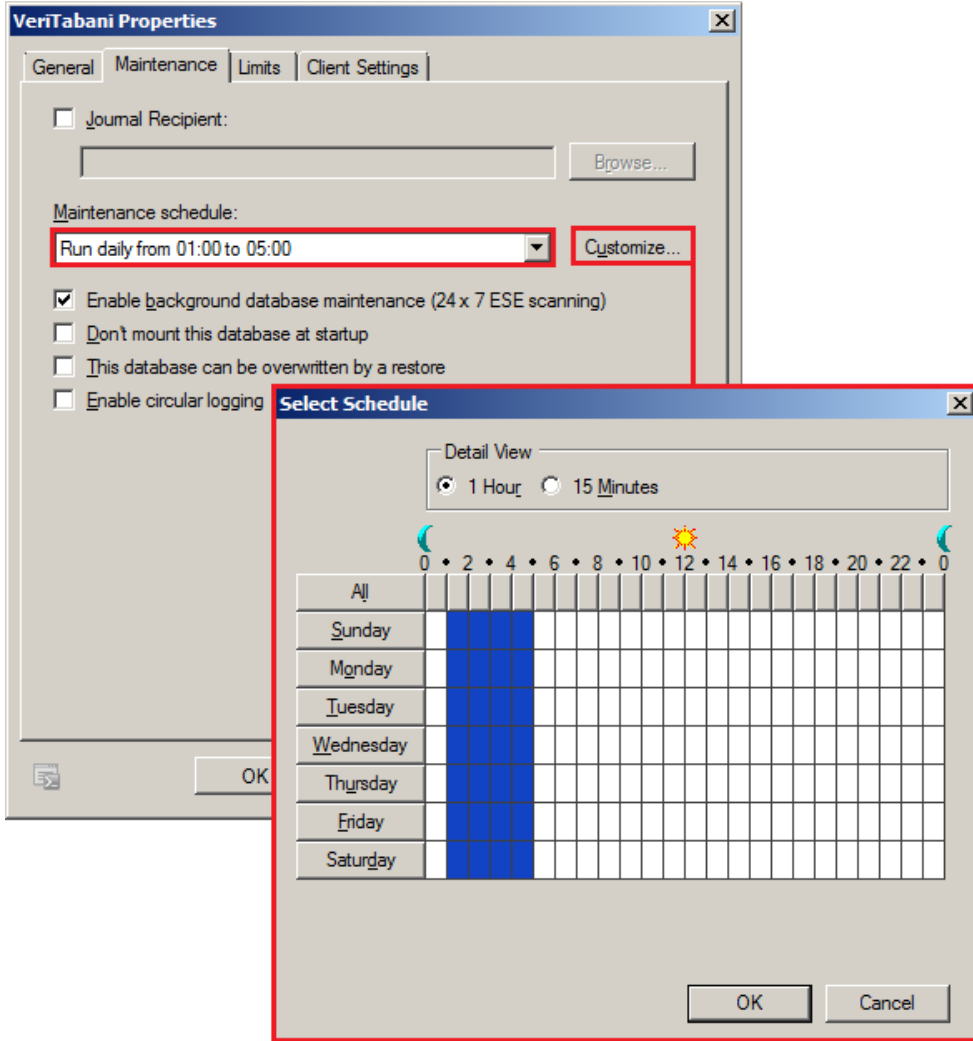 VeriTabani Properties
General Maintenance Limits Client Settings
Journal Recipient:
Browse...
Maintenance schedule:
Run daily from 01:00 to 05:00 Customize...
Enable background database maintenance (24 x 7 ESE scanning)
Don't mount this database at startup
This database can be overwritten by a restore
Enable circular logging
OK
Select Schedule
Detail View
1 Hour 15 Minutes
0 • 2 • 4 • 6 • 8 • 10 • 12 • 14 • 16 • 18 • 20 • 22 • 0
All
Sunday
Monday
Tuesday
Wednesday
Thursday
Friday
Saturday
OK Cancel